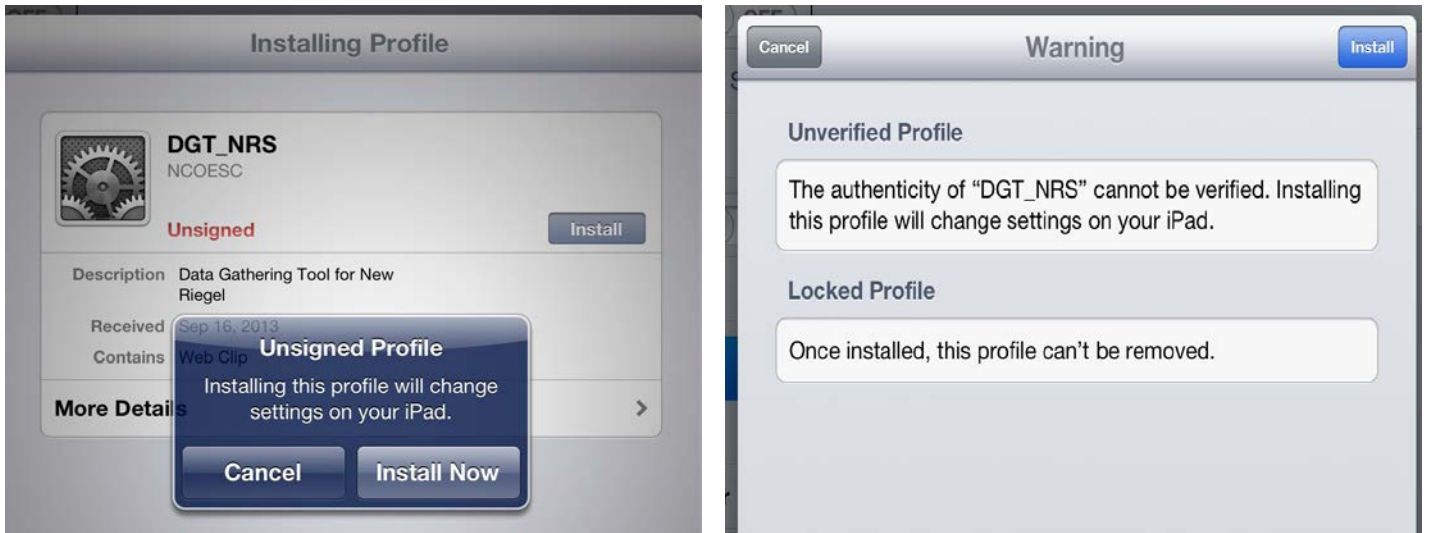 OFF
Installing Profile
DGT_NRS
NCOESC
Unsigned
Install
Description Data Gathering Tool for New
Riegel
Received Sep 16, 2013
Contains Web Clip
More Details
Unsigned Profile
Installing this profile will change
settings on your iPad.
Cancel Install Now
OFF
Cancel Warning Install
Unverified Profile
The authenticity of “DGT_NRS” cannot be verified. Installing
this profile will change settings on your iPad.
Locked Profile
Once installed, this profile can’t be removed.